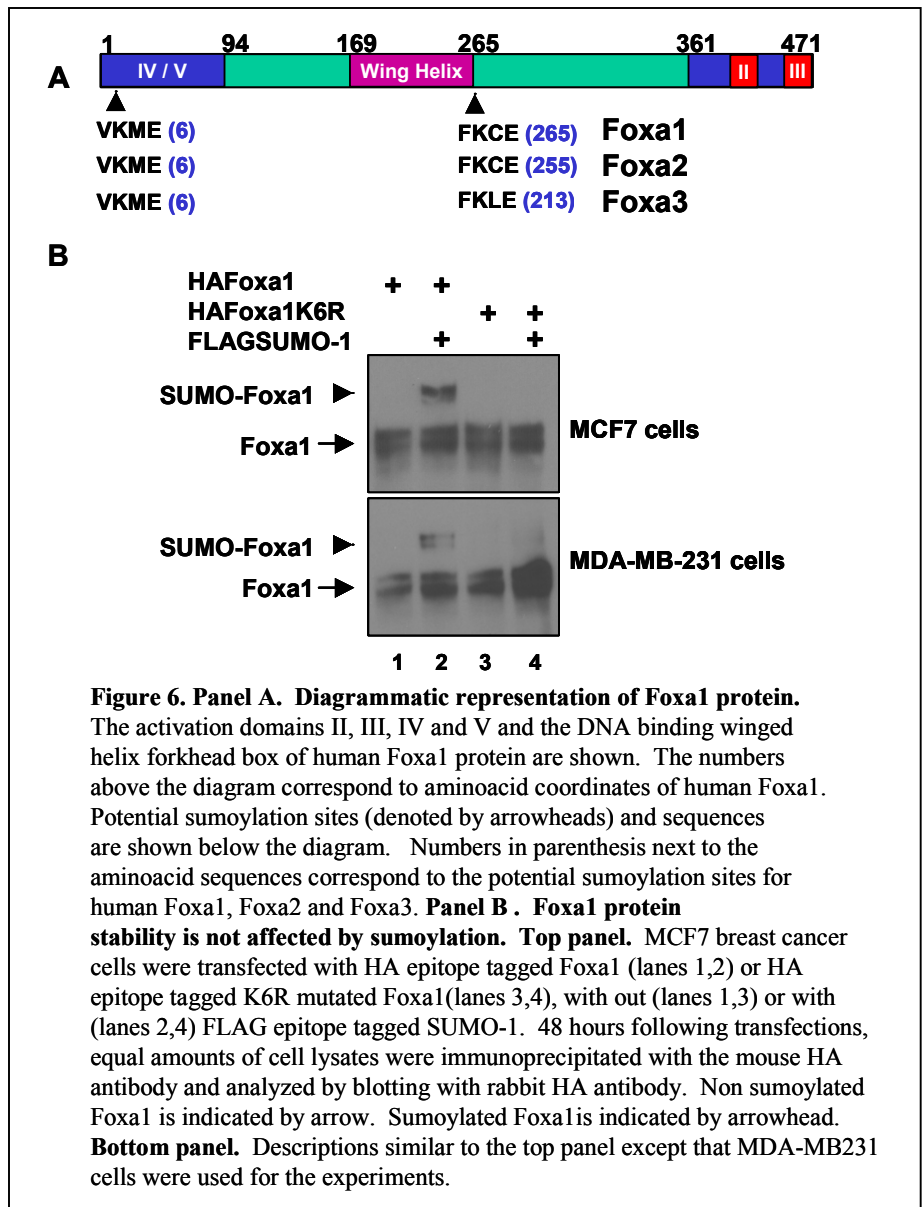 1 94 169 265 361 471
A IV / V Wing Helix II III
VKME (6) FKCE (265) Foxa1
VKME (6) FKCE (255) Foxa2
VKME (6) FKLE (213) Foxa3
B
HAFoxa1 + +
HAFoxa1K6R + +
FLAGSUMO-1 + +
SUMO-Foxa1
MCF7 cells
Foxa1
SUMO-Foxa1
MDA-MB-231 cells
Foxa1
1 2 3 4
Figure 6. Panel A. Diagrammatic representation of Foxa1 protein.
The activation domains II, III, IV and V and the DNA binding winged
helix forkhead box of human Foxa1 protein are shown. The numbers
above the diagram correspond to aminoacid coordinates of human Foxa1.
Potential sumoylation sites (denoted by arrowheads) and sequences
are shown below the diagram. Numbers in parenthesis next to the
aminoacid sequences correspond to the potential sumoylation sites for
human Foxa1, Foxa2 and Foxa3. Panel B . Foxa1 protein
stability is not affected by sumoylation. Top panel. MCF7 breast cancer
cells were transfected with HA epitope tagged Foxa1 (lanes 1,2) or HA
epitope tagged K6R mutated Foxa1(lanes 3,4), with out (lanes 1,3) or with
(lanes 2,4) FLAG epitope tagged SUMO-1. 48 hours following transfections,
equal amounts of cell lysates were immunoprecipitated with the mouse HA
antibody and analyzed by blotting with rabbit HA antibody. Non sumoylated
Foxa1 is indicated by arrow. Sumoylated Foxa1is indicated by arrowhead.
Bottom panel. Descriptions similar to the top panel except that MDA-MB231
cells were used for the experiments.